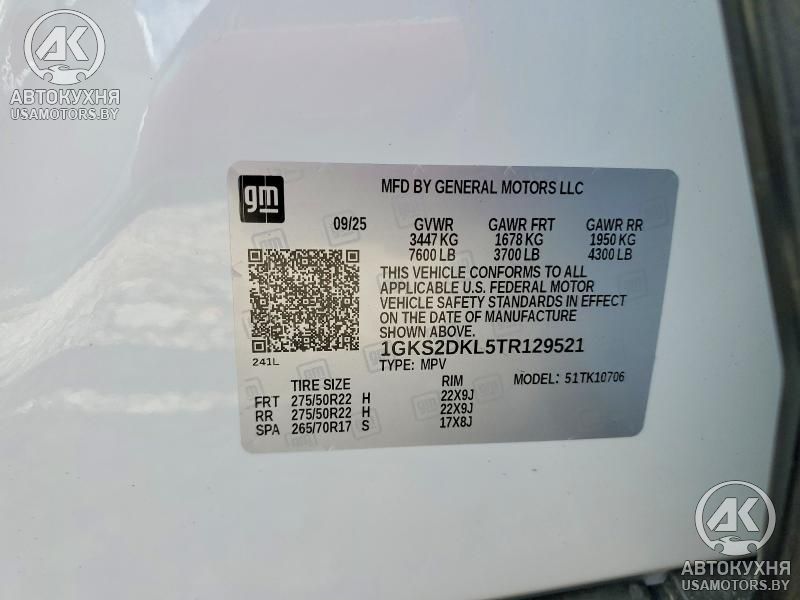 AK
АВТОКУХНЯ
USAMOTORS.BY
gm
MFD BY GENERAL MOTORS LLC
09/25 GVWR GAWR FRT GAWR RR
3447 KG 1678 KG 1950 KG
7600 LB 3700 LB 4300 LB
THIS VEHICLE CONFORMS TO ALL
APPLICABLE U.S. FEDERAL MOTOR
VEHICLE SAFETY STANDARDS IN EFFECT
ON THE DATE OF MANUFACTURE
SHOWN ABOVE.
1GKS2DKL5TR129521
241L TYPE: MPV MODEL: 51TK10706
TIRE SIZE RIM
FRT 275/50R22 H 22X9J
RR 275/50R22 H 22X9J
SPA 265/70R17 S 17X8J
AK
АВТОКУХНЯ
USAMOTORS.BY